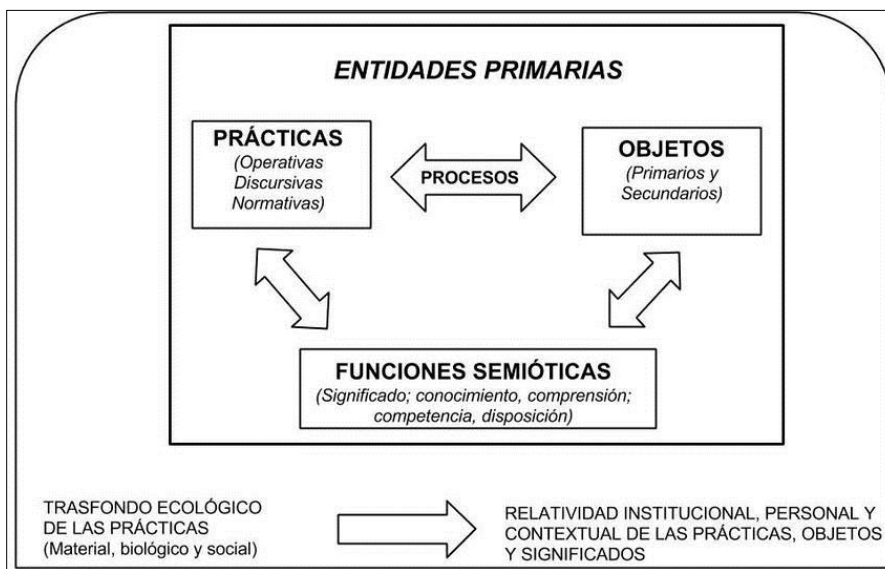 ENTIDADES PRIMARIAS
PRÁCTICAS
(Operativas
Discursivas
Normativas)
PROCESOS
OBJETOS
(Primarios y
Secundarios)
FUNCIONES SEMIÓTICAS
(Significado; conocimiento, comprensión;
competencia, disposición)
TRASFONDO ECOLÓGICO
DE LAS PRÁCTICAS
(Material, biológico y social)
RELATIVIDAD INSTITUCIONAL, PERSONAL Y
CONTEXTUAL DE LAS PRÁCTICAS, OBJETOS
Y SIGNIFICADOS